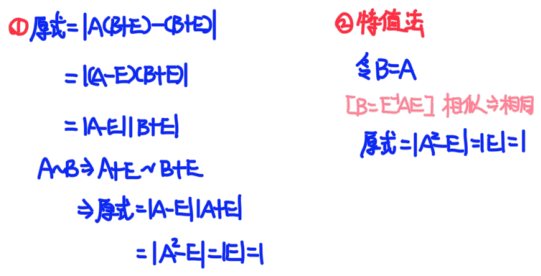 ①原式=|A(B+E)-(B+E)|
=|(A-E)(B+E)|
=|A-E||B+E|
A~B⇒A+E~B+E
⇒原式=|A-E||A+E|
=|A²-E|=|E|=1
②特值法
令B=A
[B=E⁻¹AE] 相似⇒相同
原式=|A²-E|=|E|=1